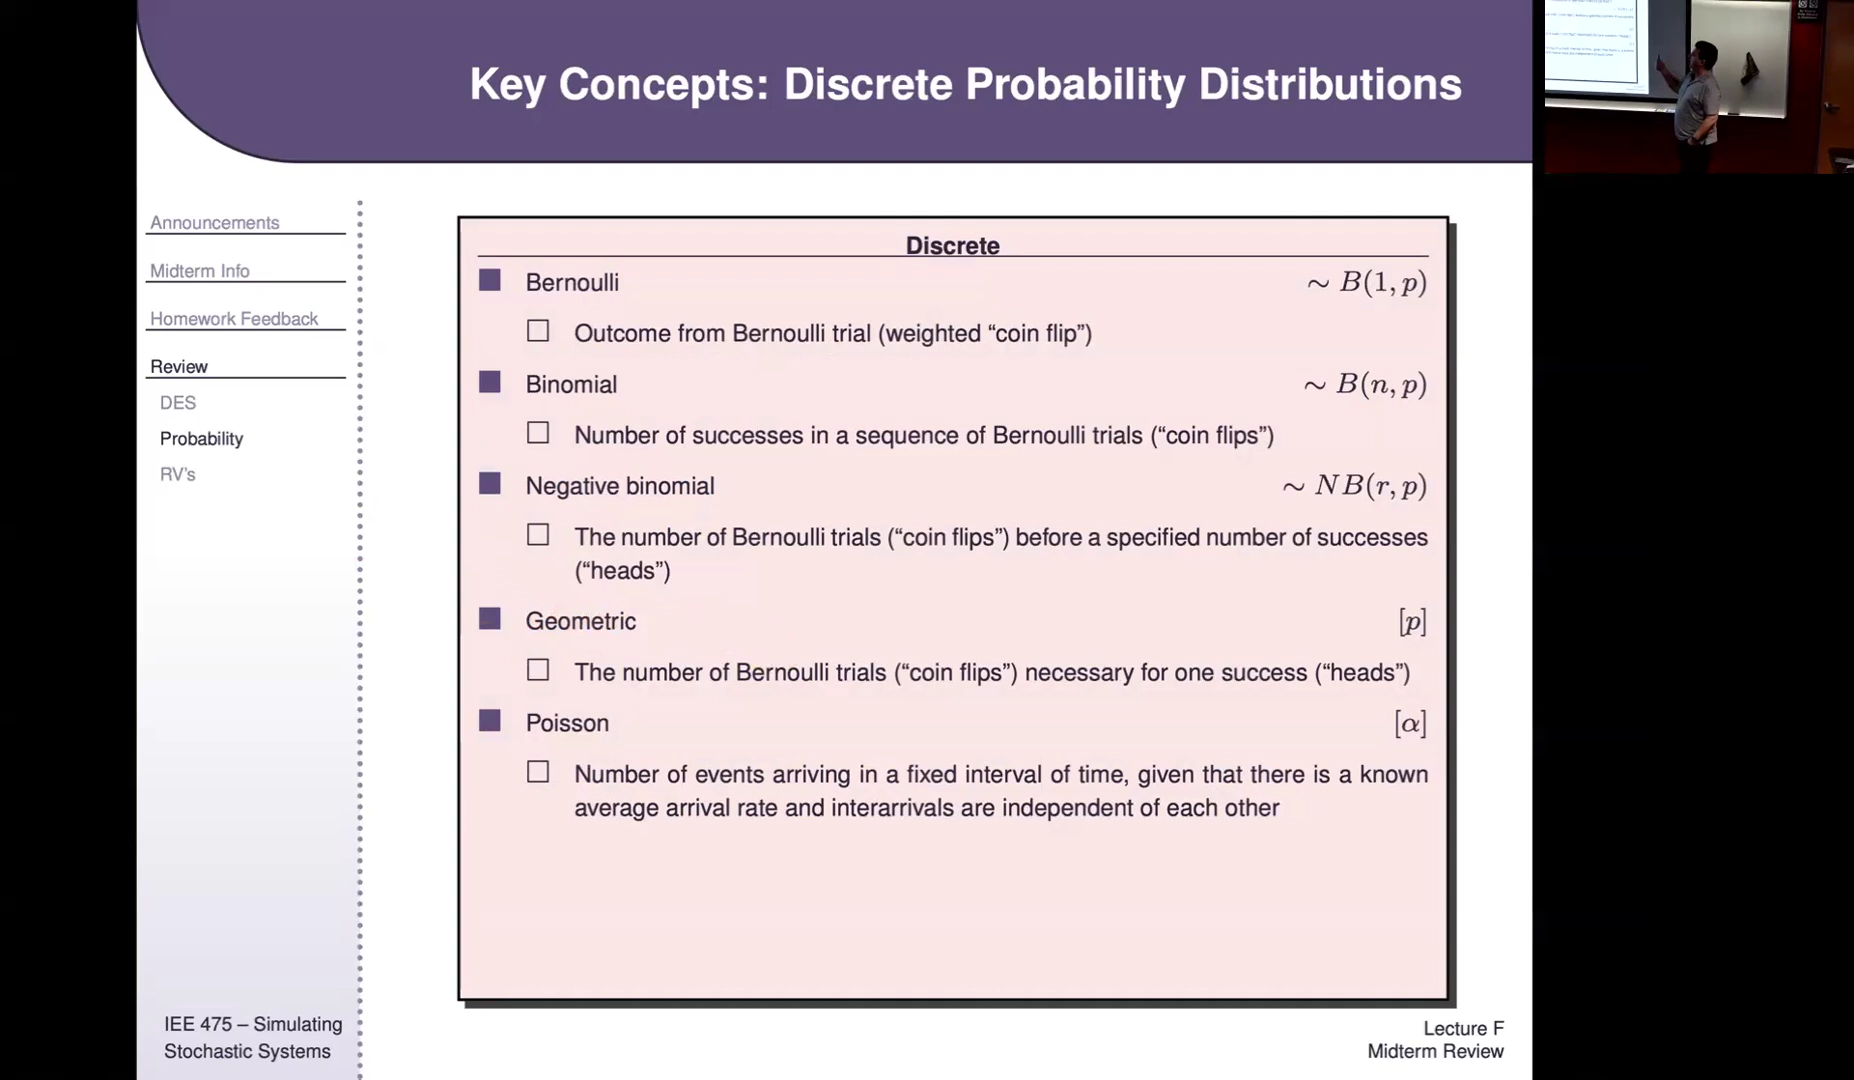 Key Concepts: Discrete Probability Distributions
Announcements
Midterm Info
Homework Feedback
Review
DES
Probability
RV's
Discrete
Bernoulli ∼ B(1, p)
Outcome from Bernoulli trial (weighted “coin flip”)
Binomial ∼ B(n, p)
Number of successes in a sequence of Bernoulli trials (“coin flips”)
Negative binomial ∼ NB(r, p)
The number of Bernoulli trials (“coin flips”) before a specified number of successes
(“heads”)
Geometric [p]
The number of Bernoulli trials (“coin flips”) necessary for one success (“heads”)
Poisson [α]
Number of events arriving in a fixed interval of time, given that there is a known
average arrival rate and interarrivals are independent of each other
IEE 475 – Simulating
Stochastic Systems
Lecture F
Midterm Review